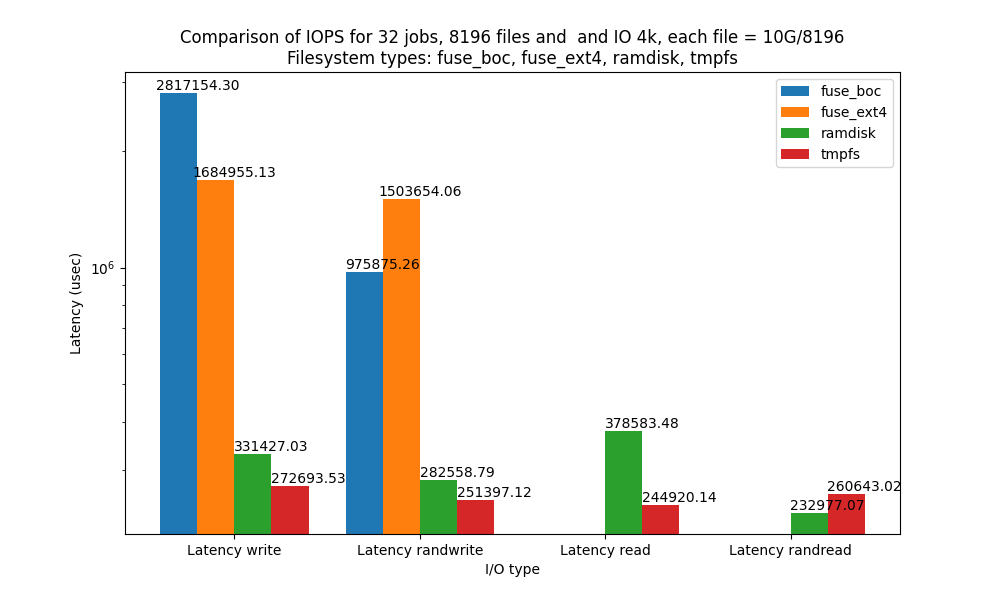 Comparison of IOPS for 32 jobs, 8196 files and  and IO 4k, each file = 10G/8196
Filesystem types: fuse_boc, fuse_ext4, ramdisk, tmpfs
fuse_boc
fuse_ext4
ramdisk
tmpfs
2817154.30
1684955.13
331427.03
272693.53
975875.26
1503654.06
282558.79
251397.12
378583.48
244920.14
232977.07
260643.02
10^6
Latency (usec)
Latency write
Latency randwrite
Latency read
Latency randread
I/O type